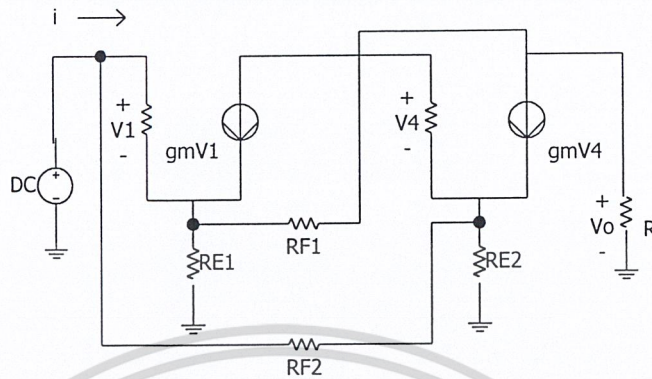 i
+
V1
-
gmV1
+
V4
-
gmV4
DC
+
-
+
Vo
-
R
RF1
RE1
RE2
RF2